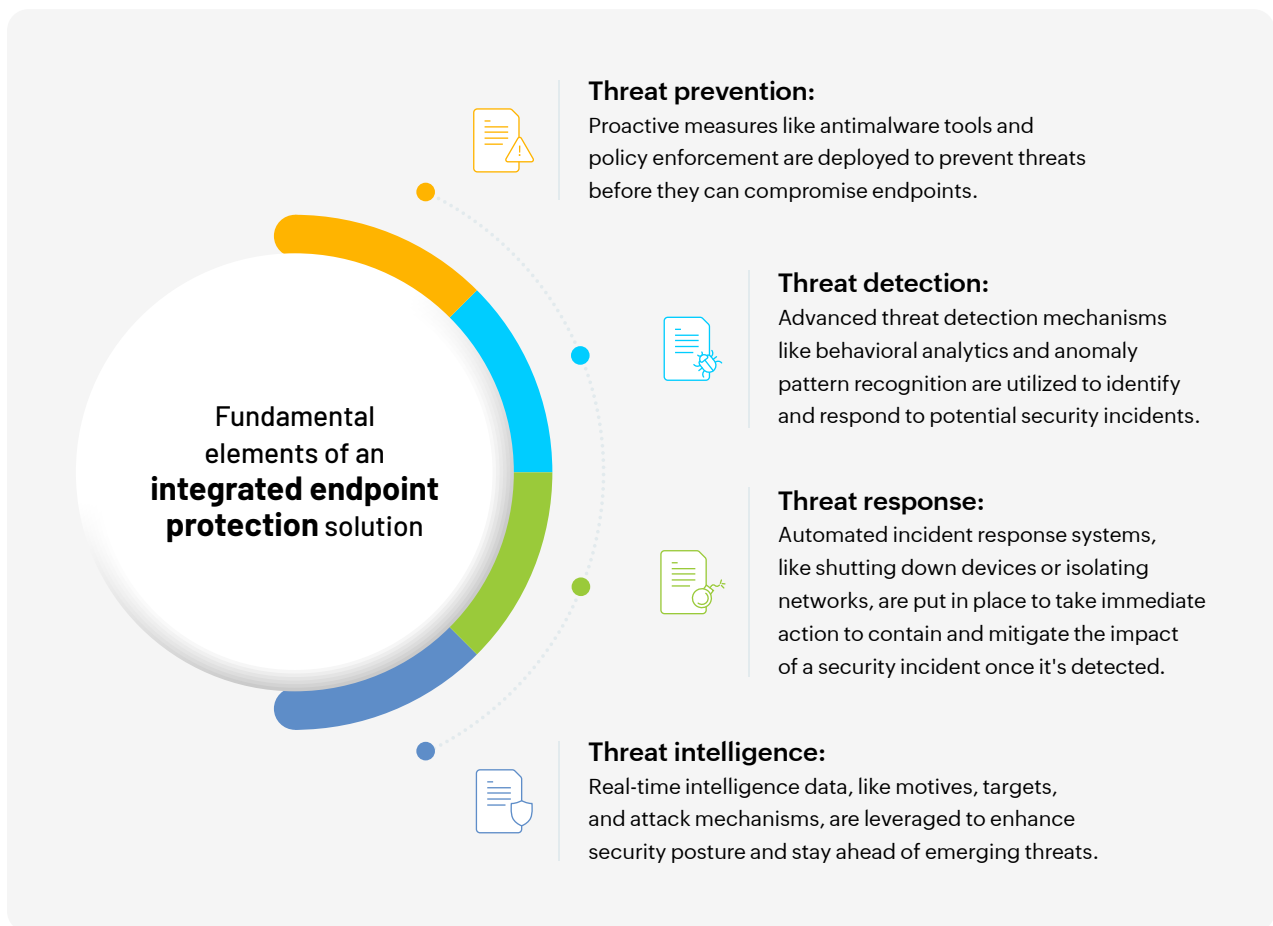 Fundamental
elements of an
integrated endpoint
protection solution
Threat prevention:
Proactive measures like antimalware tools and
policy enforcement are deployed to prevent threats
before they can compromise endpoints.
Threat detection:
Advanced threat detection mechanisms
like behavioral analytics and anomaly
pattern recognition are utilized to identify
and respond to potential security incidents.
Threat response:
Automated incident response systems,
like shutting down devices or isolating
networks, are put in place to take immediate
action to contain and mitigate the impact
of a security incident once it's detected.
Threat intelligence:
Real-time intelligence data, like motives, targets,
and attack mechanisms, are leveraged to enhance
security posture and stay ahead of emerging threats.